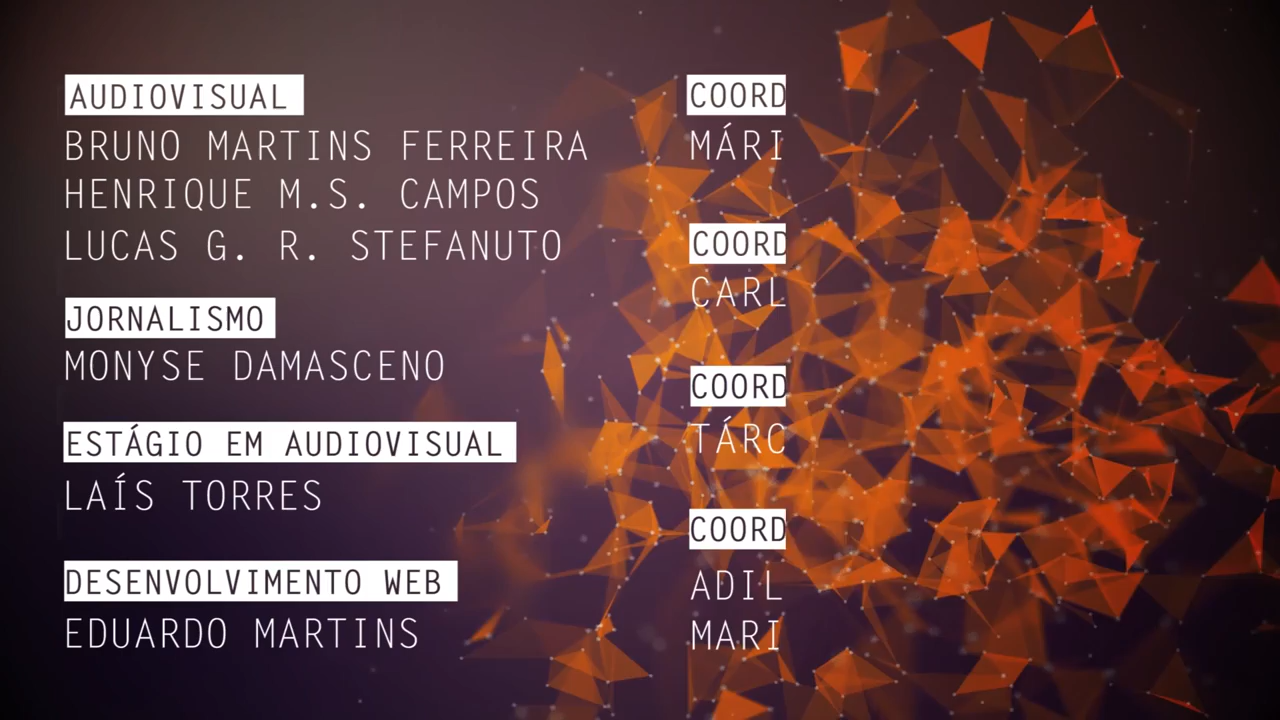 AUDIOVISUAL
BRUNO MARTINS FERREIRA
HENRIQUE M.S. CAMPOS
LUCAS G. R. STEFANUTO
JORNALISMO
MONYSE DAMASCENO
ESTÁGIO EM AUDIOVISUAL
LAÍS TORRES
DESENVOLVIMENTO WEB
EDUARDO MARTINS
COORD
MÁRI
COORD
CARL
COORD
TÁRC
COORD
ADIL
MARI